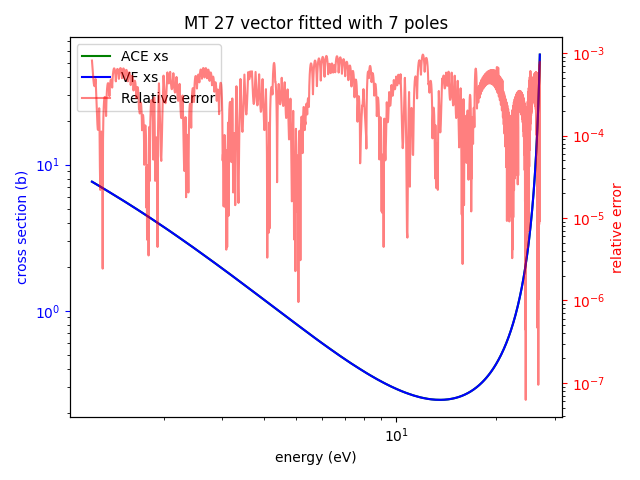 MT 27 vector fitted with 7 poles
ACE xs
VF xs
Relative error
10¹
10⁰
cross section (b)
10⁻³
10⁻⁴
10⁻⁵
10⁻⁶
10⁻⁷
relative error
10¹
energy (eV)